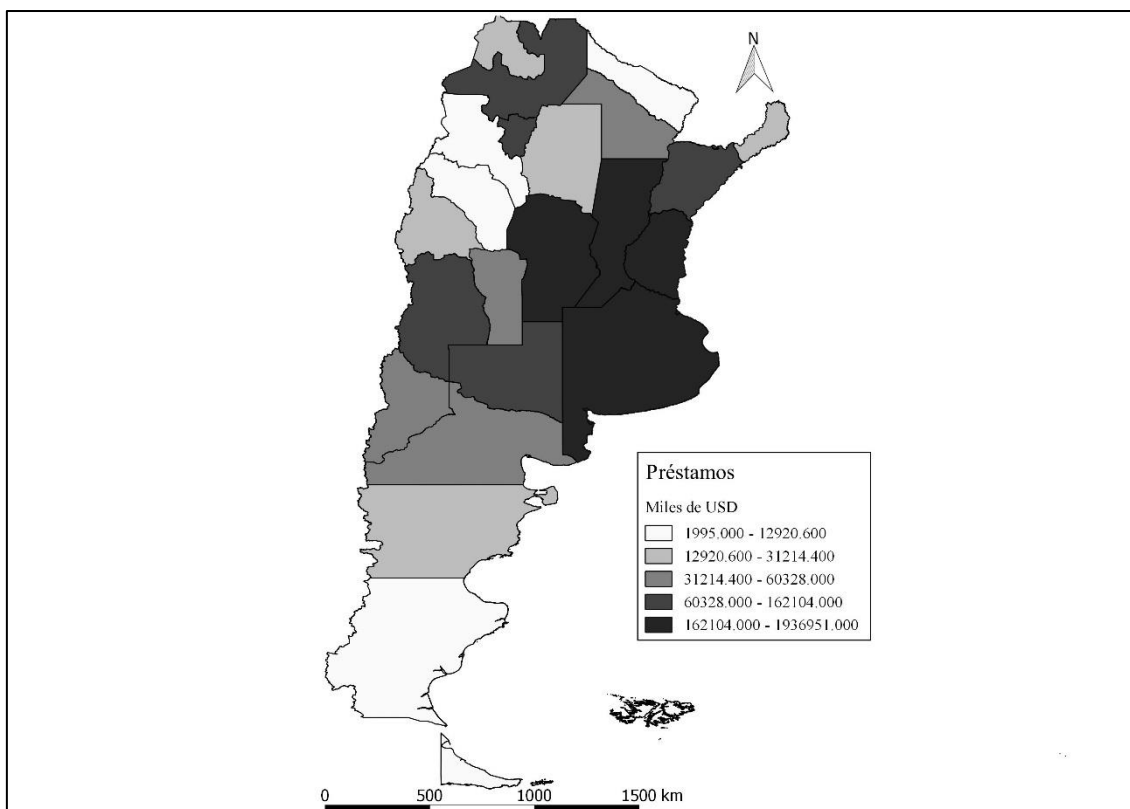 N
Préstamos
Miles de USD
1995.000 - 12920.600
12920.600 - 31214.400
31214.400 - 60328.000
60328.000 - 162104.000
162104.000 - 1936951.000
0 500 1000 1500 km